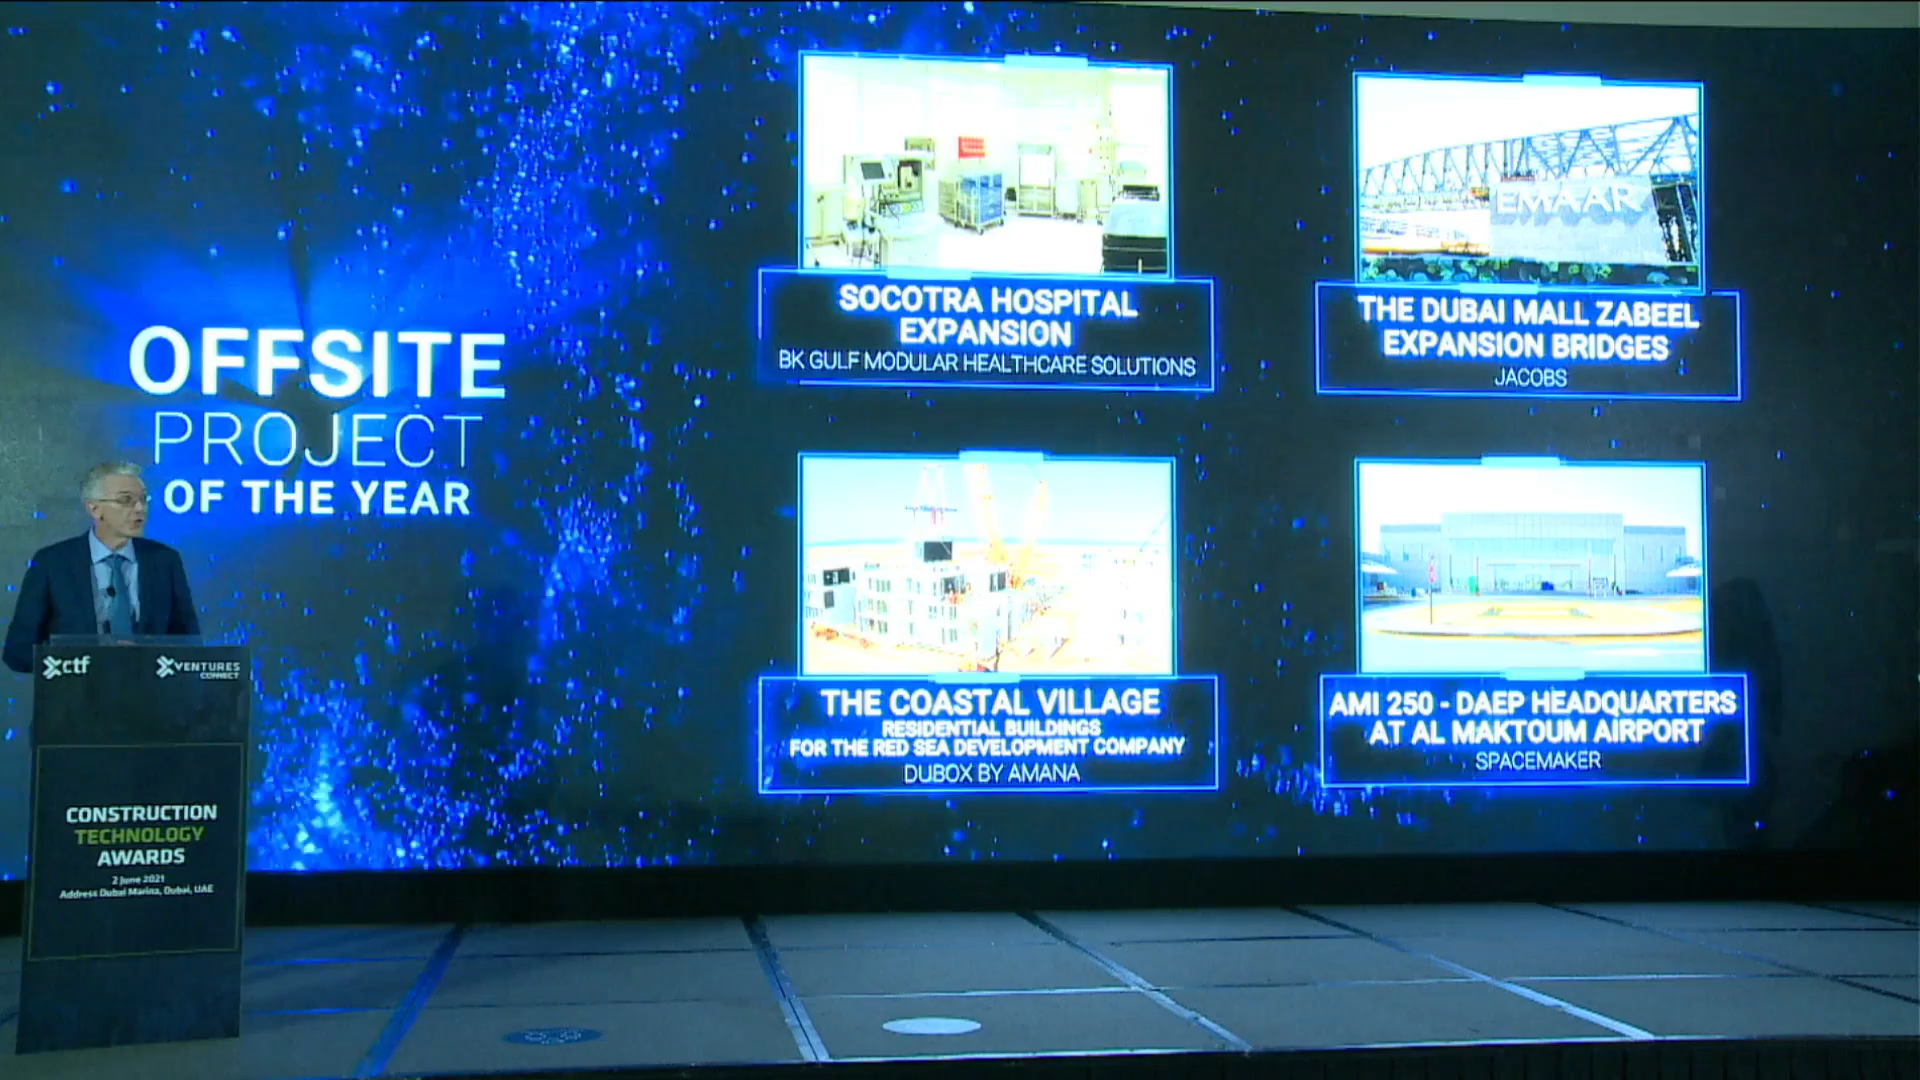 OFFSITE
PROJECT
OF THE YEAR
EMAAR
SOCOTRA HOSPITAL
EXPANSION
BK GULF MODULAR HEALTHCARE SOLUTIONS
THE DUBAI MALL ZABEEL
EXPANSION BRIDGES
JACOBS
THE COASTAL VILLAGE
RESIDENTIAL BUILDINGS
FOR THE RED SEA DEVELOPMENT COMPANY
DUBOX BY AMANA
AMI 250 - DAEP HEADQUARTERS
AT AL MAKTOUM AIRPORT
SPACEMAKER
ctf
VENTURES
CONNECT
CONSTRUCTION
TECHNOLOGY
AWARDS
2 June 2021
Address Dubai Marina, Dubai, UAE